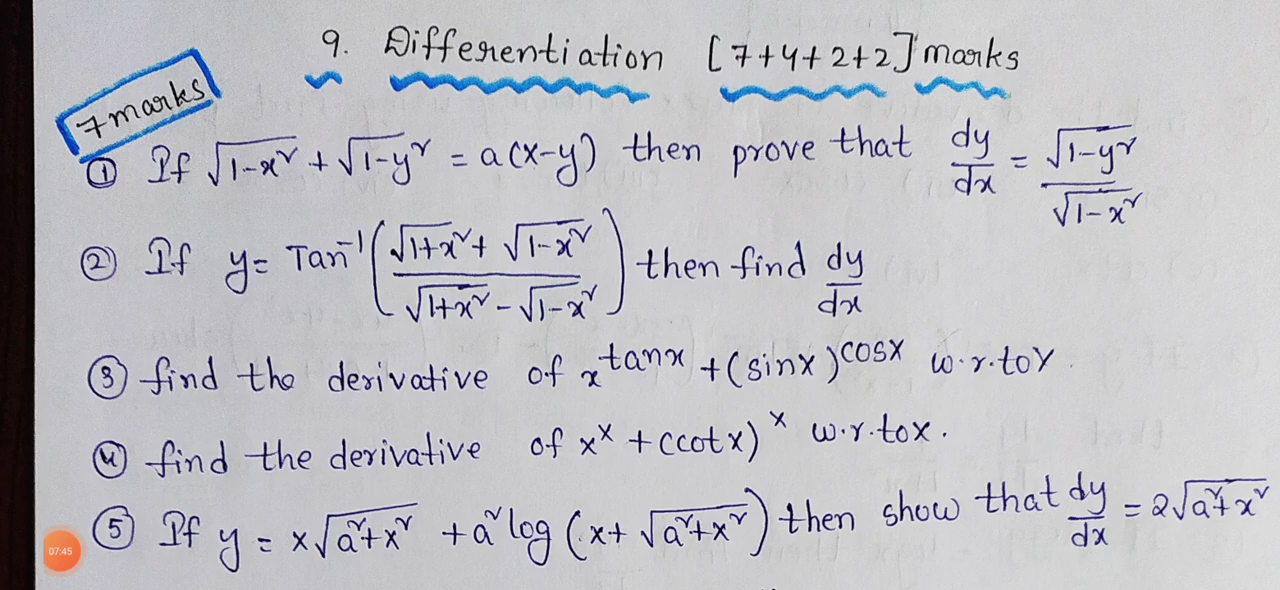 9. Differentiation [7+4+2+2] marks
7 marks
① If √(1-x²) + √(1-y²) = a(x-y) then prove that dy/dx = √(1-y²)/√(1-x²)
② If y = Tan⁻¹((√(1+x²) + √(1-x²))/(√(1+x²) - √(1-x²))) then find dy/dx
③ find the derivative of x^tanx + (sinx)^cosx w.r.tox.
④ find the derivative of x^x + (cotx)^x w.r.tox.
⑤ If y = x√(a²+x²) + a² log (x+√(a²+x²)) then show that dy/dx = 2√(a²+x²)
07:45